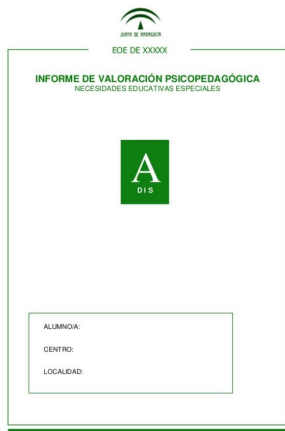 JUNTA DE ANDALUCIA
EOE DE XXXXX
INFORME DE VALORACIÓN PSICOPEDAGÓGICA
NECESIDADES EDUCATIVAS ESPECIALES
A
DIS
ALUMNO/A:
CENTRO:
LOCALIDAD: